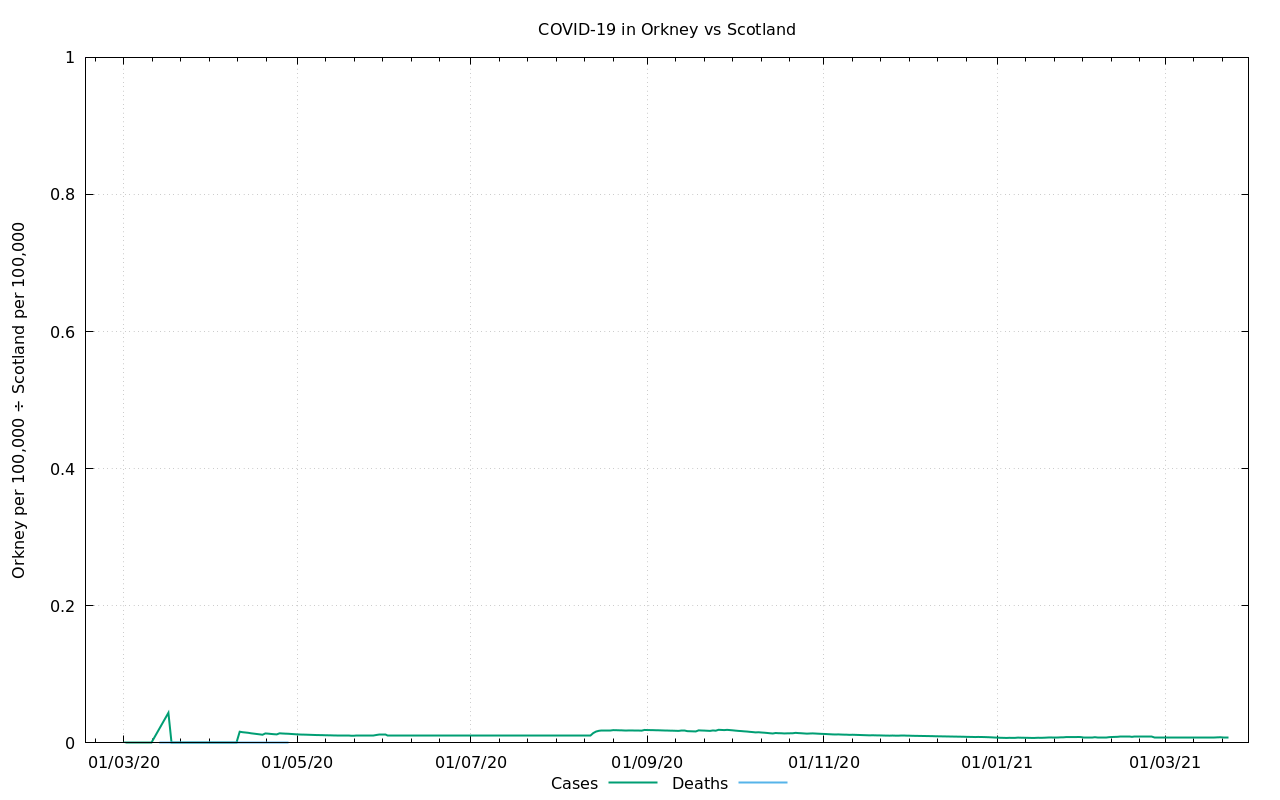 COVID-19 in Orkney vs Scotland
Orkney per 100,000 ÷ Scotland per 100,000
1
0.8
0.6
0.4
0.2
0
01/03/20 01/05/20 01/07/20 01/09/20 01/11/20 01/01/21 01/03/21
Cases Deaths